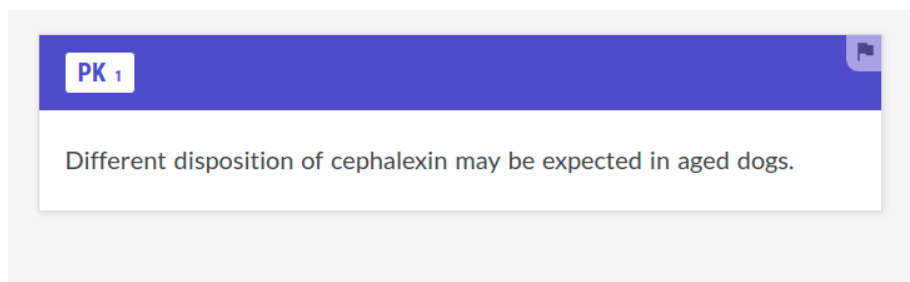 PK 1
Different disposition of cephalexin may be expected in aged dogs.